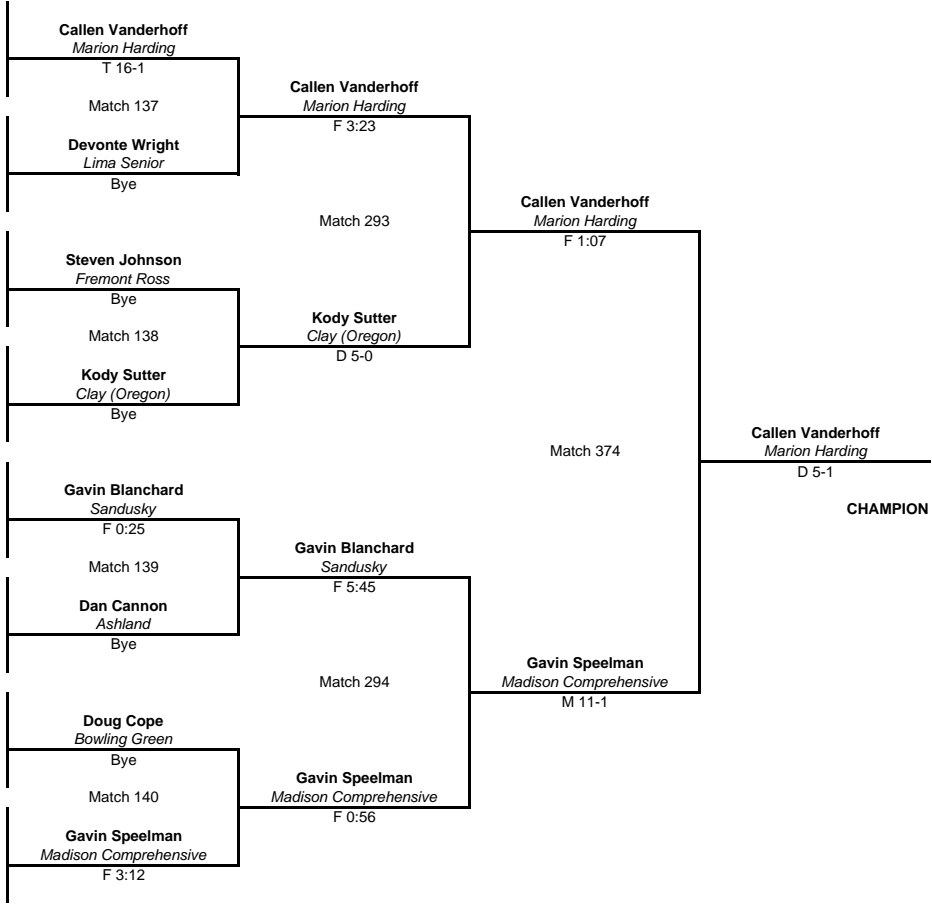 Callen Vanderhoff
Marion Harding
T 16-1
Match 137
Devonte Wright
Lima Senior
Bye
Callen Vanderhoff
Marion Harding
F 3:23
Match 293
Steven Johnson
Fremont Ross
Bye
Match 138
Kody Sutter
Clay (Oregon)
Bye
Kody Sutter
Clay (Oregon)
D 5-0
Callen Vanderhoff
Marion Harding
F 1:07
Match 374
Gavin Blanchard
Sandusky
F 0:25
Match 139
Dan Cannon
Ashland
Bye
Gavin Blanchard
Sandusky
F 5:45
Match 294
Doug Cope
Bowling Green
Bye
Match 140
Gavin Speelman
Madison Comprehensive
F 3:12
Gavin Speelman
Madison Comprehensive
F 0:56
Gavin Speelman
Madison Comprehensive
M 11-1
Callen Vanderhoff
Marion Harding
D 5-1
CHAMPION